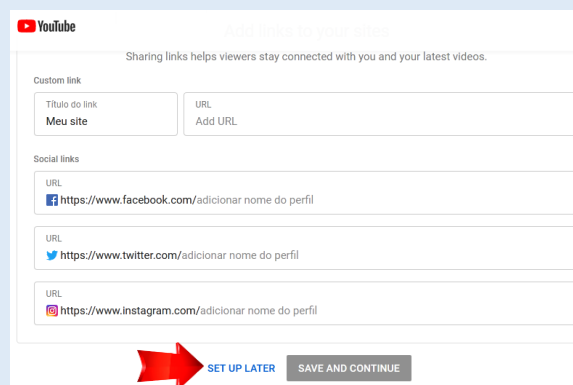 YouTube
Add links to your sites
Sharing links helps viewers stay connected with you and your latest videos.
Custom link
Título do link
Meu site
URL
Add URL
Social links
URL
https://www.facebook.com/adicionar nome do perfil
URL
https://www.twitter.com/adicionar nome do perfil
URL
https://www.instagram.com/adicionar nome do perfil
SET UP LATER SAVE AND CONTINUE